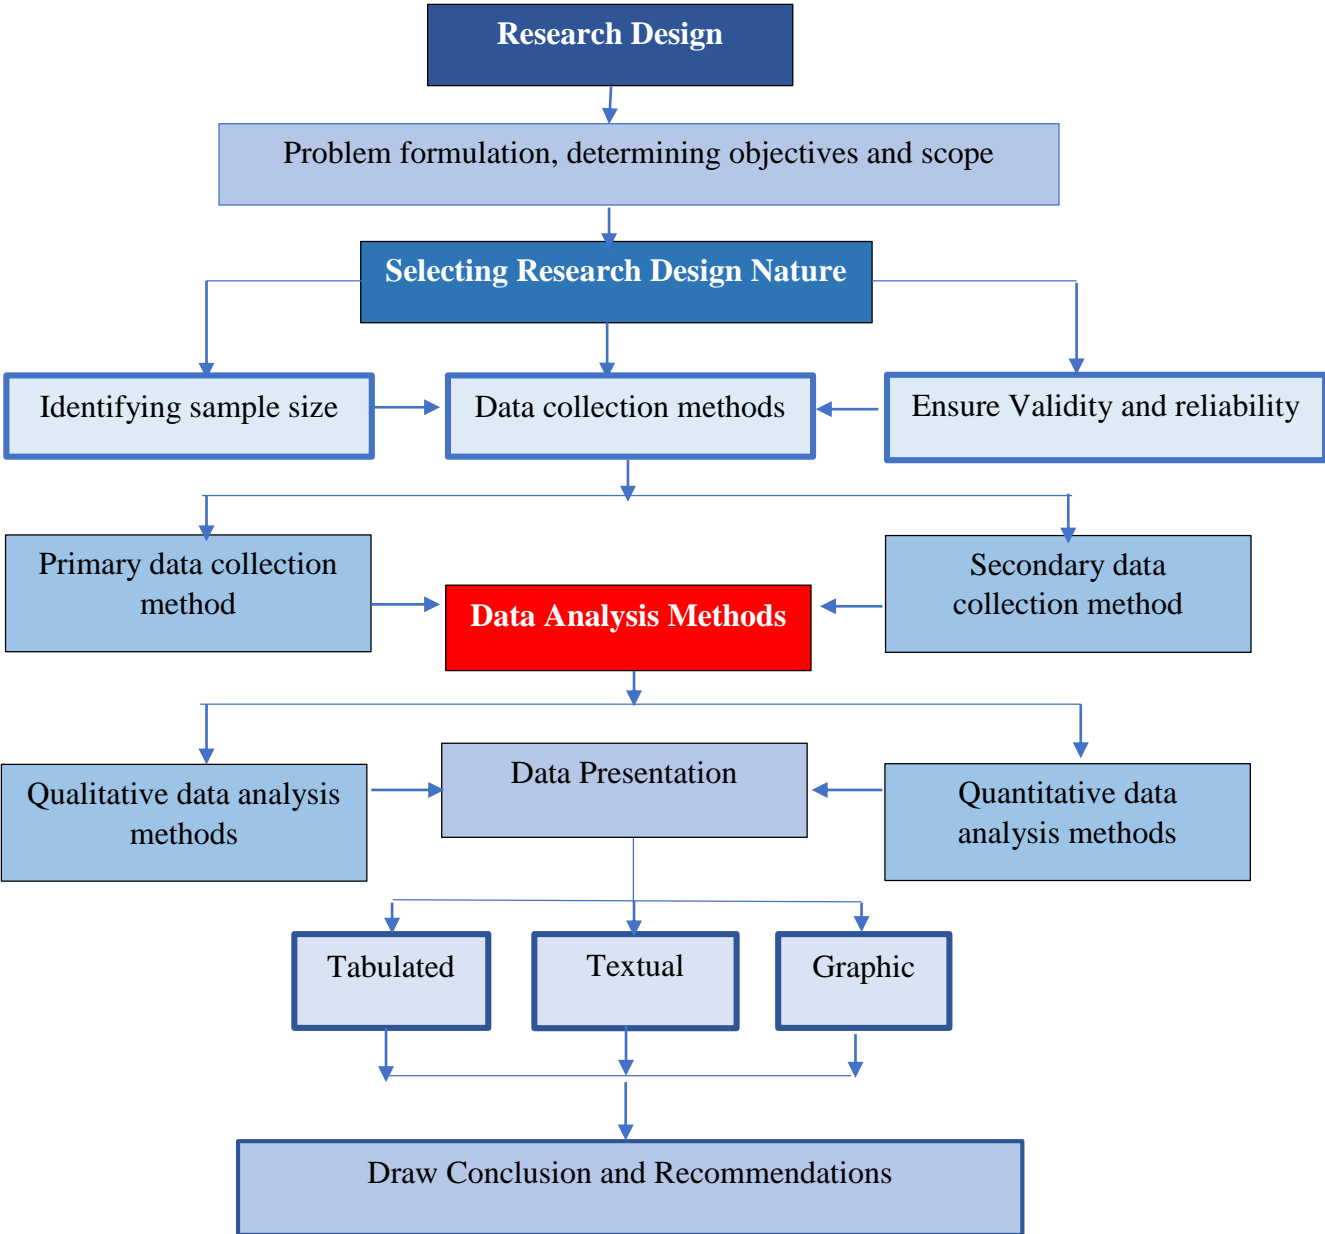 Research Design
Problem formulation, determining objectives and scope
Selecting Research Design Nature
Identifying sample size
Data collection methods
Ensure Validity and reliability
Primary data collection
method
Data Analysis Methods
Secondary data
collection method
Qualitative data analysis
methods
Data Presentation
Quantitative data
analysis methods
Tabulated
Textual
Graphic
Draw Conclusion and Recommendations